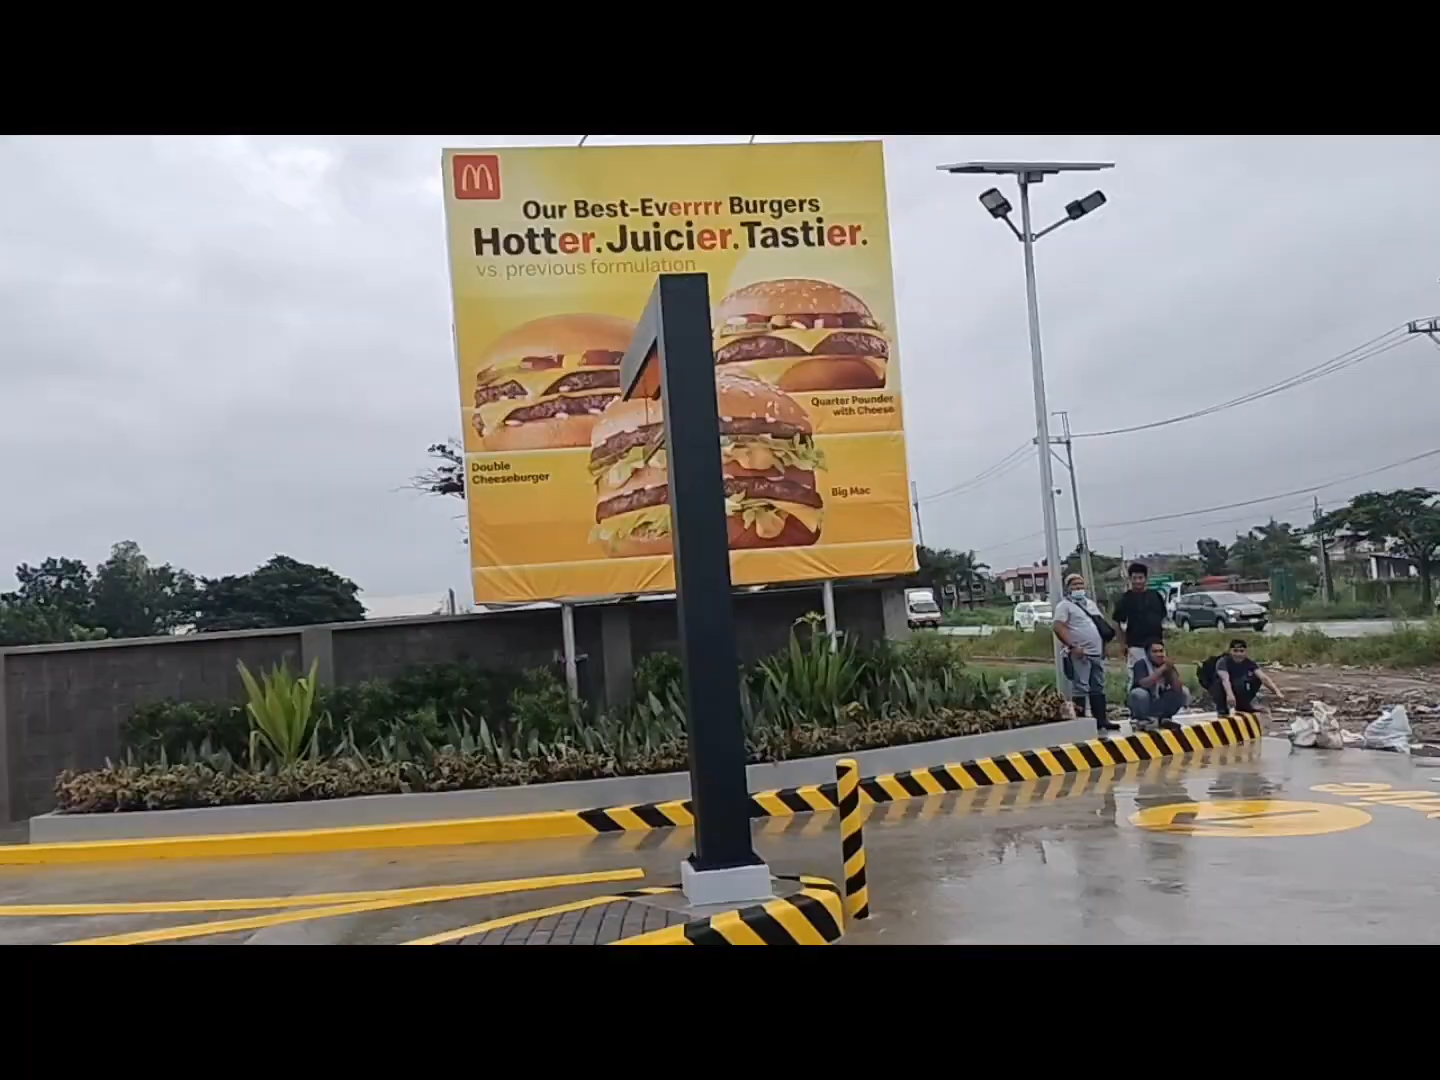 Our Best-Everrrr Burgers
Hotter. Juicier. Tastier.
vs. previous formulation
Quarter Pounder
with Cheese
Double
Cheeseburger
Big Mac